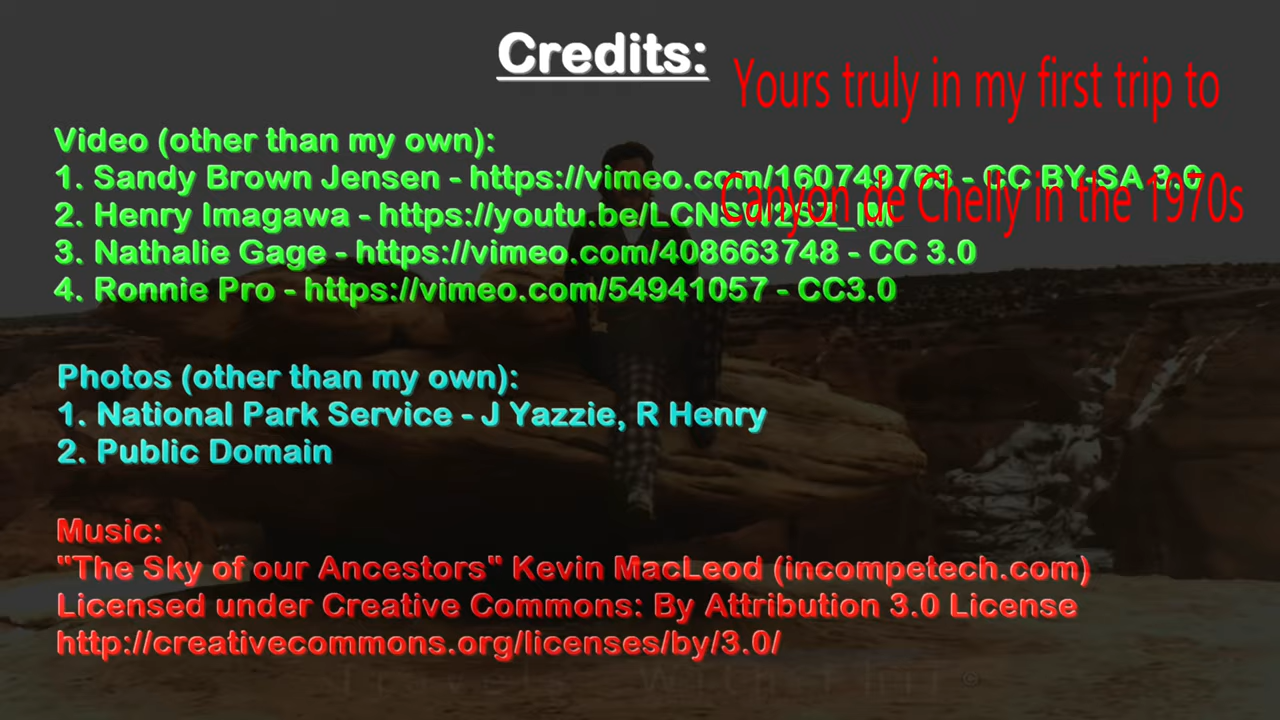 Credits:
Yours truly in my first trip to
Canyon de Chelly in the 1970s
Video (other than my own):
1. Sandy Brown Jensen - https://vimeo.com/160749763 - CC BY-SA 3.0
2. Henry Imagawa -
3. Nathalie Gage - https://vimeo.com/408663748 - CC 3.0
4. Ronnie Pro - https://vimeo.com/54941057 - CC3.0
Photos (other than my own):
1. National Park Service - J Yazzie, R Henry
2. Public Domain
Music:
"The Sky of our Ancestors" Kevin MacLeod (incompetech.com)
Licensed under Creative Commons: By Attribution 3.0 License
http://creativecommons.org/licenses/by/3.0/
Travels With Phil ©